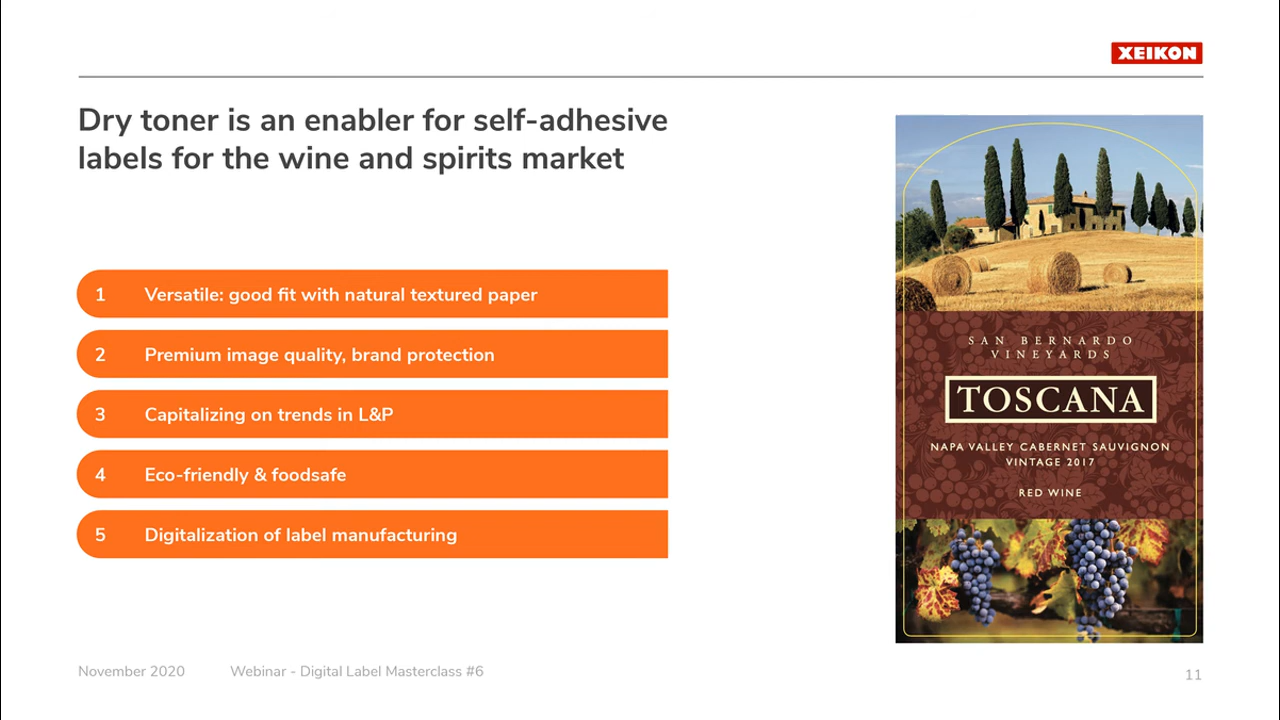 XEIKON
Dry toner is an enabler for self-adhesive
labels for the wine and spirits market
1 Versatile: good fit with natural textured paper
2 Premium image quality, brand protection
3 Capitalizing on trends in L&P
4 Eco-friendly & foodsafe
5 Digitalization of label manufacturing
SAN BERNARDO
VINEYARDS
TOSCANA
NAPA VALLEY CABERNET SAUVIGNON
VINTAGE 2017
RED WINE
November 2020 Webinar - Digital Label Masterclass #6
11